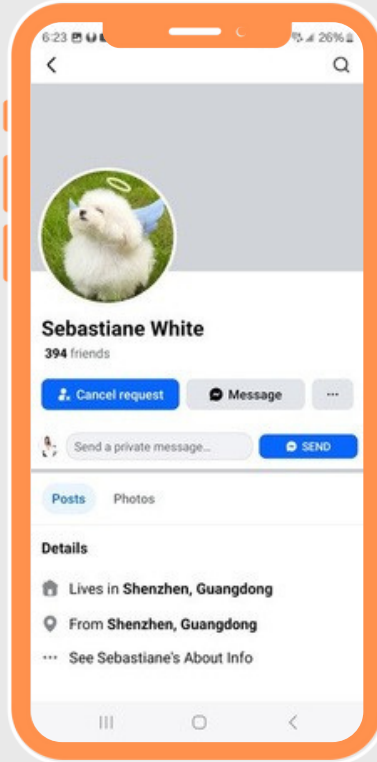 6:23
26%
Sebastiane White
394 friends
Cancel request
Message
Send a private message...
SEND
Posts
Photos
Details
Lives in Shenzhen, Guangdong
From Shenzhen, Guangdong
See Sebastiane's About Info